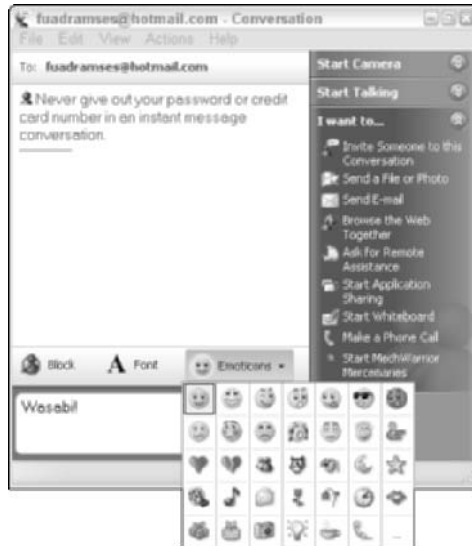 fuadramses@hotmail.com - Conversation
File Edit View Actions Help
To: fuadramses@hotmail.com
Never give out your password or credit
card number in an instant message
conversation.
Start Camera
Start Talking
I want to...
Invite Someone to this
Conversation
Send a File or Photo
Send E-mail
Browse the Web
Together
Ask for Remote
Assistance
Start Application
Sharing
Start Whiteboard
Make a Phone Call
Start MechWarrior
Mercenaries
Block
Font
Emoticons
Wasabi!
...